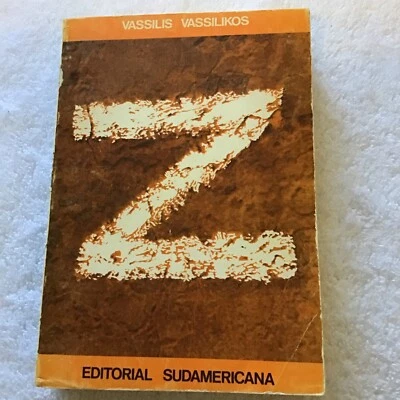 VASSILIS VASSILIKOS
Z
EDITORIAL SUDAMERICANA